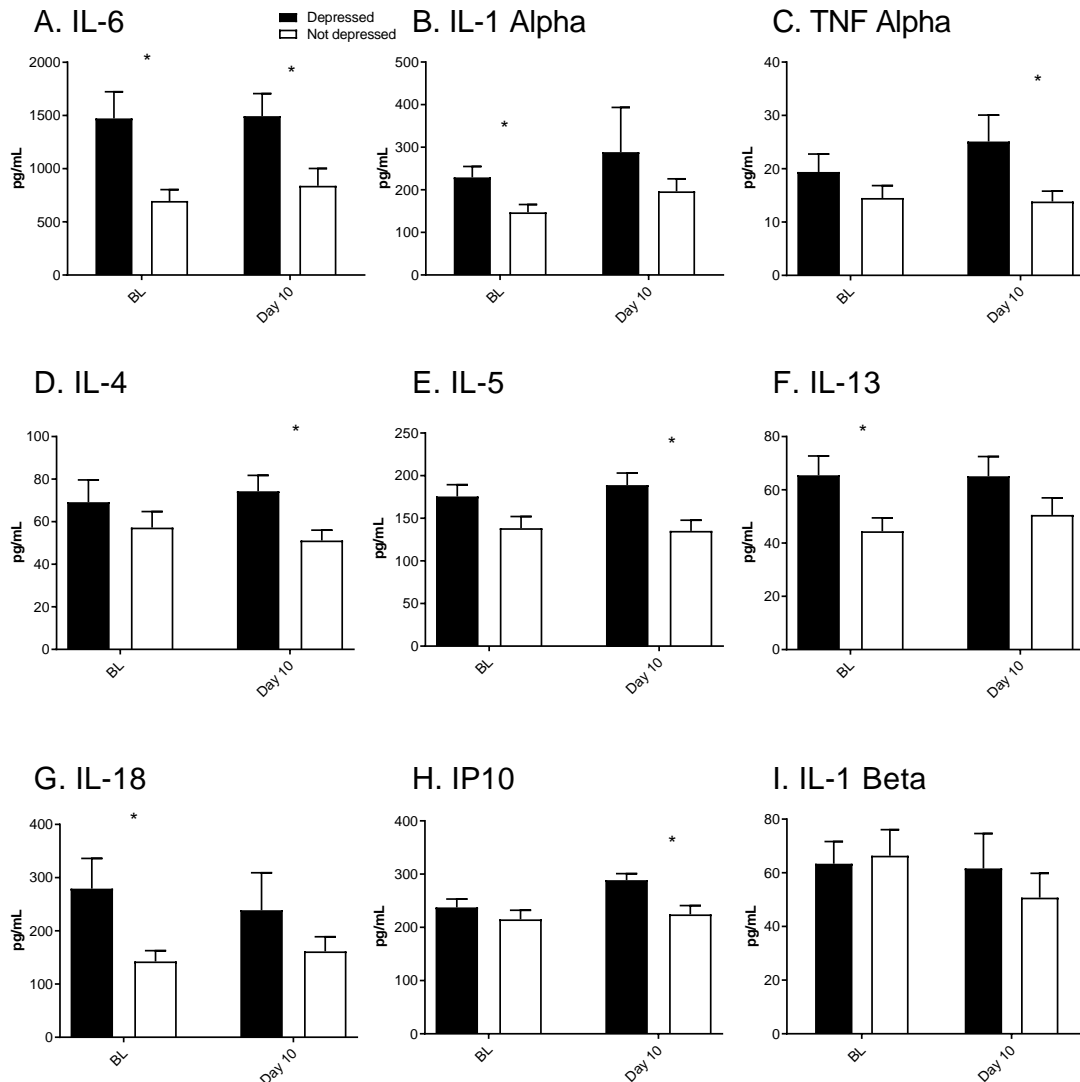 A. IL-6
Depressed
Not depressed
2000
1500
1000
500
0
pg/mL
*
*
BL
Day 10
B. IL-1 Alpha
500
400
300
200
100
0
pg/mL
*
BL
Day 10
C. TNF Alpha
40
30
20
10
0
pg/mL
*
BL
Day 10
D. IL-4
100
80
60
40
20
0
pg/mL
*
BL
Day 10
E. IL-5
250
200
150
100
50
0
pg/mL
*
BL
Day 10
F. IL-13
80
60
40
20
0
pg/mL
*
BL
Day 10
G. IL-18
400
300
200
100
0
pg/mL
*
BL
Day 10
H. IP10
400
300
200
100
0
pg/mL
*
BL
Day 10
I. IL-1 Beta
80
60
40
20
0
pg/mL
BL
Day 10